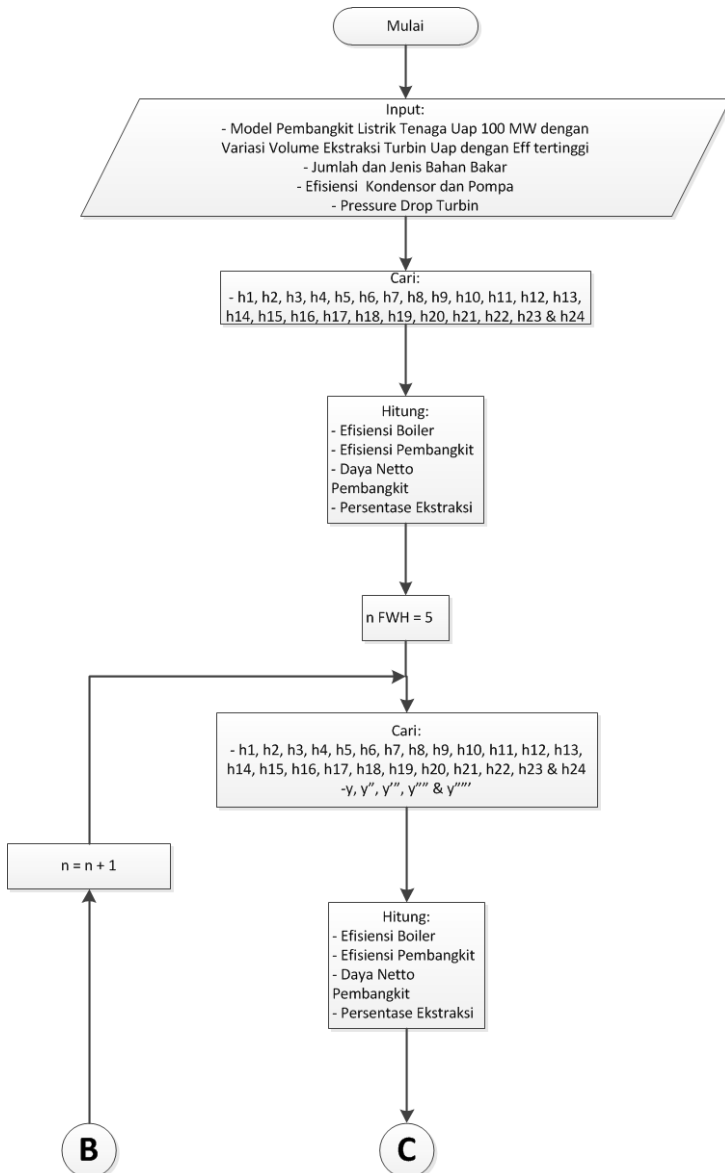 Mulai
Input:
- Model Pembangkit Listrik Tenaga Uap 100 MW dengan
Variasi Volume Ekstraksi Turbin Uap dengan Eff tertinggi
- Jumlah dan Jenis Bahan Bakar
- Efisiensi Kondensor dan Pompa
- Pressure Drop Turbin
Cari:
- h1, h2, h3, h4, h5, h6, h7, h8, h9, h10, h11, h12, h13,
h14, h15, h16, h17, h18, h19, h20, h21, h22, h23 & h24
Hitung:
- Efisiensi Boiler
- Efisiensi Pembangkit
- Daya Netto
Pembangkit
- Persentase Ekstraksi
n FWH = 5
Cari:
- h1, h2, h3, h4, h5, h6, h7, h8, h9, h10, h11, h12, h13,
h14, h15, h16, h17, h18, h19, h20, h21, h22, h23 & h24
-y, y”, y’”, y”” & y””’
n = n + 1
Hitung:
- Efisiensi Boiler
- Efisiensi Pembangkit
- Daya Netto
Pembangkit
- Persentase Ekstraksi
B
C